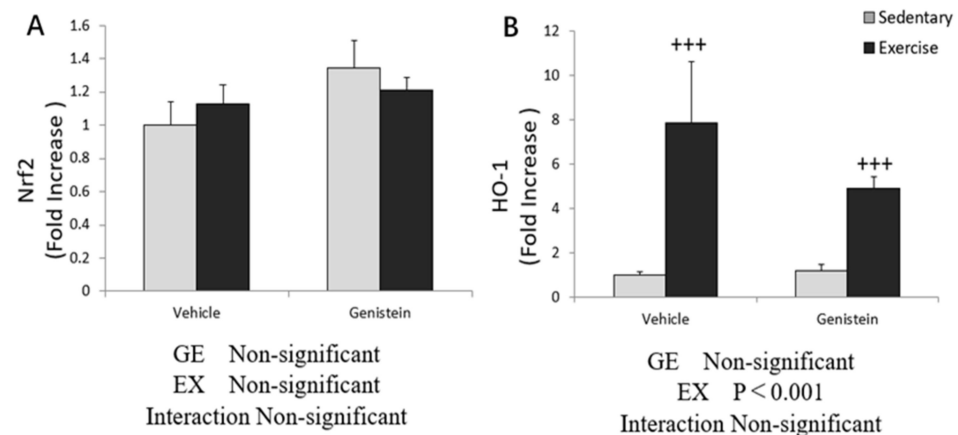 A
Nrf2
(Fold Increase )
1.6
1.4
1.2
1
0.8
0.6
0.4
0.2
0
Vehicle
Genistein
GE Non-significant
EX Non-significant
Interaction Non-significant
B
Sedentary
Exercise
HO-1
(Fold Increase )
12
10
8
6
4
2
0
+++
+++
Vehicle
Genistein
GE Non-significant
EX P < 0.001
Interaction Non-significant